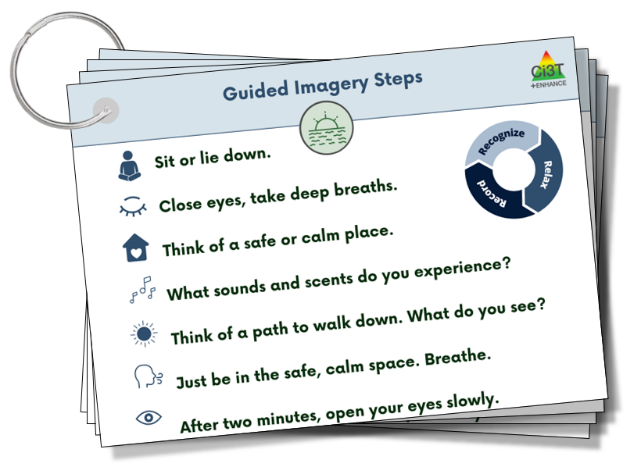 Guided Imagery Steps
Ci3T
ENHANCE
Sit or lie down.
Close eyes, take deep breaths.
Think of a safe or calm place.
What sounds and scents do you experience?
Think of a path to walk down. What do you see?
Just be in the safe, calm space. Breathe.
After two minutes, open your eyes slowly.
Recognize
Relax
Record